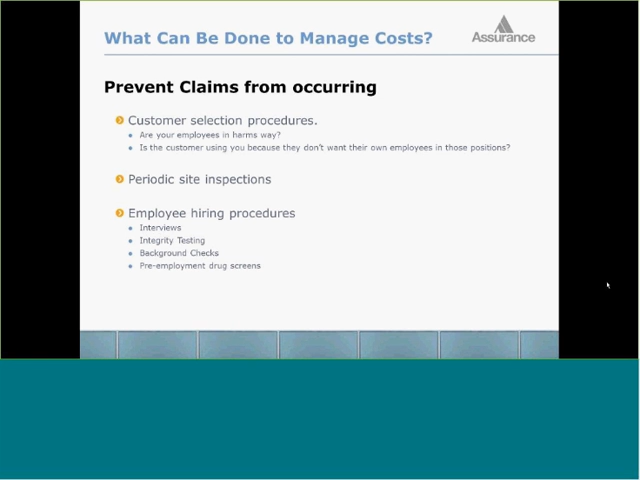 What Can Be Done to Manage Costs?
Assurance
Prevent Claims from occurring
Customer selection procedures.
Are your employees in harms way?
Is the customer using you because they don't want their own employees in those positions?
Periodic site inspections
Employee hiring procedures
Interviews
Integrity Testing
Background Checks
Pre-employment drug screens